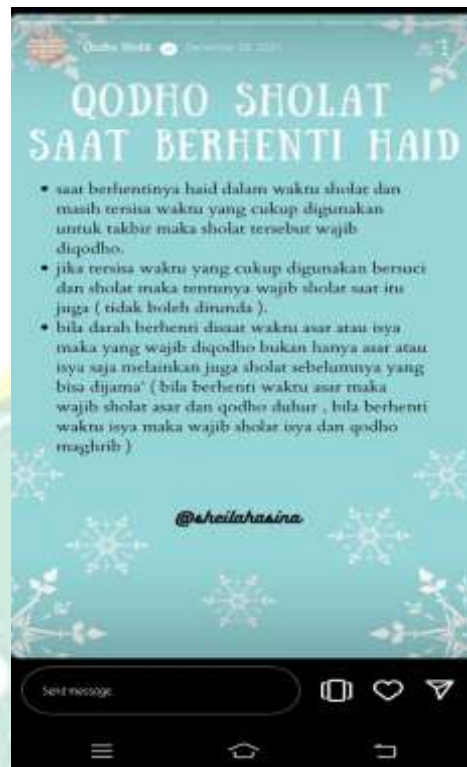 QODHO SHOLAT
SAAT BERHENTI HAID
• saat berhentinya haid dalam waktu sholat dan
masih tersisa waktu yang cukup digunakan
untuk takbir maka sholat tersebut wajib
diqodho.
• jika tersisa waktu yang cukup digunakan bersuci
dan sholat maka tentunya wajib sholat saat itu
juga ( tidak boleh ditunda ).
• bila darah berhenti disaat waktu asar atau isya
maka yang wajib diqodho bukan hanya asar atau
isya saja melainkan juga sholat sebelumnya yang
bisa dijama' ( bila berhenti waktu asar maka
wajib sholat asar dan qodho duhur , bila berhenti
waktu isya maka wajib sholat isya dan qodho
maghrib )
@sheilahasina
Send message